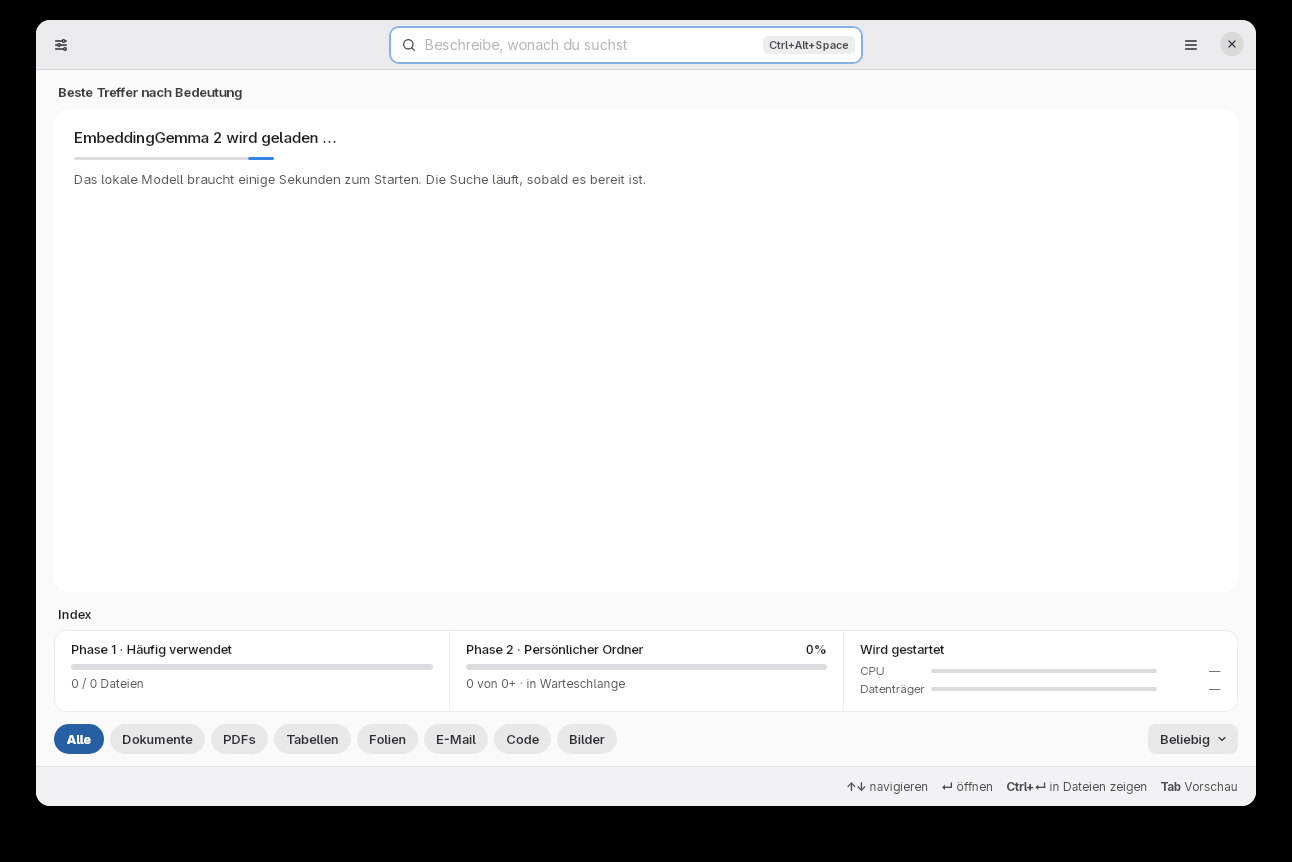 Beschreibe, wonach du suchst
Ctrl+Alt+Space
Beste Treffer nach Bedeutung
EmbeddingGemma 2 wird geladen …
Das lokale Modell braucht einige Sekunden zum Starten. Die Suche läuft, sobald es bereit ist.
Index
Phase 1 · Häufig verwendet
0 / 0 Dateien
Phase 2 · Persönlicher Ordner 0%
0 von 0+ · in Warteschlange
Wird gestartet
CPU —
Datenträger —
Alle Dokumente PDFs Tabellen Folien E-Mail Code Bilder Beliebig
↑↓ navigieren ↵ öffnen Ctrl+↵ in Dateien zeigen Tab Vorschau